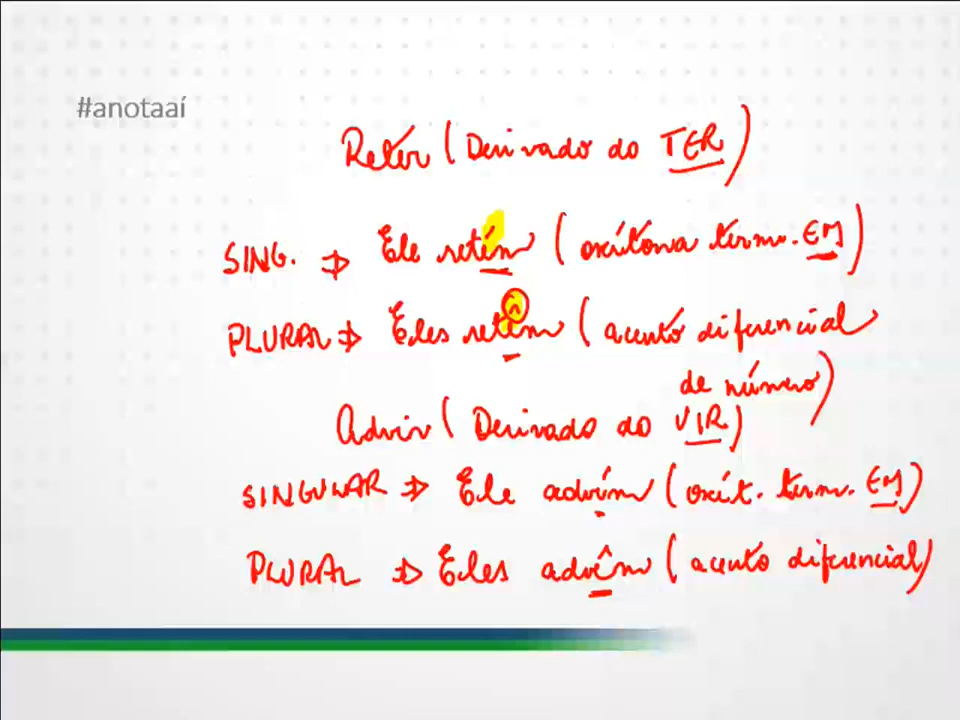 #anotaaí
Reter (Derivado do TER)
SING. ⇒ Ele retém (oxítona term. EM)
PLURAL ⇒ Eles retêm (acento diferencial
de número)
Advir (Derivado do VIR)
SINGULAR ⇒ Ele advém (oxít. term. EM)
PLURAL ⇒ Eles advêm (acento diferencial)